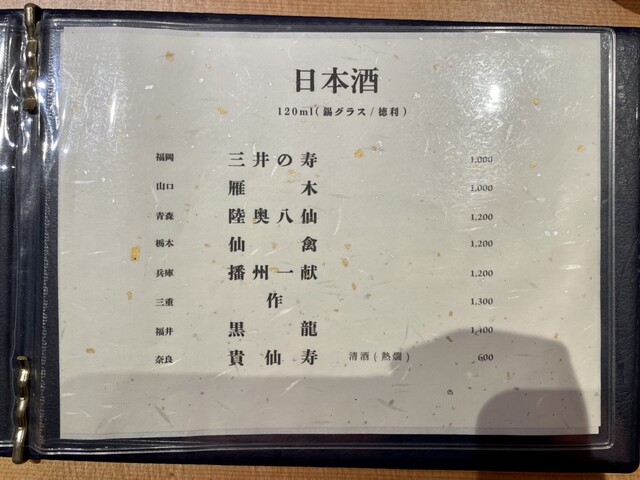 日本酒
120ml(錫グラス/徳利)
福岡 三井の寿 1,000
山口 雁木 1,000
青森 陸奥八仙 1,200
栃木 仙禽 1,200
兵庫 播州一献 1,200
三重 作 1,300
福井 黒龍 1,400
奈良 貴仙寿 清酒(熱燗) 600